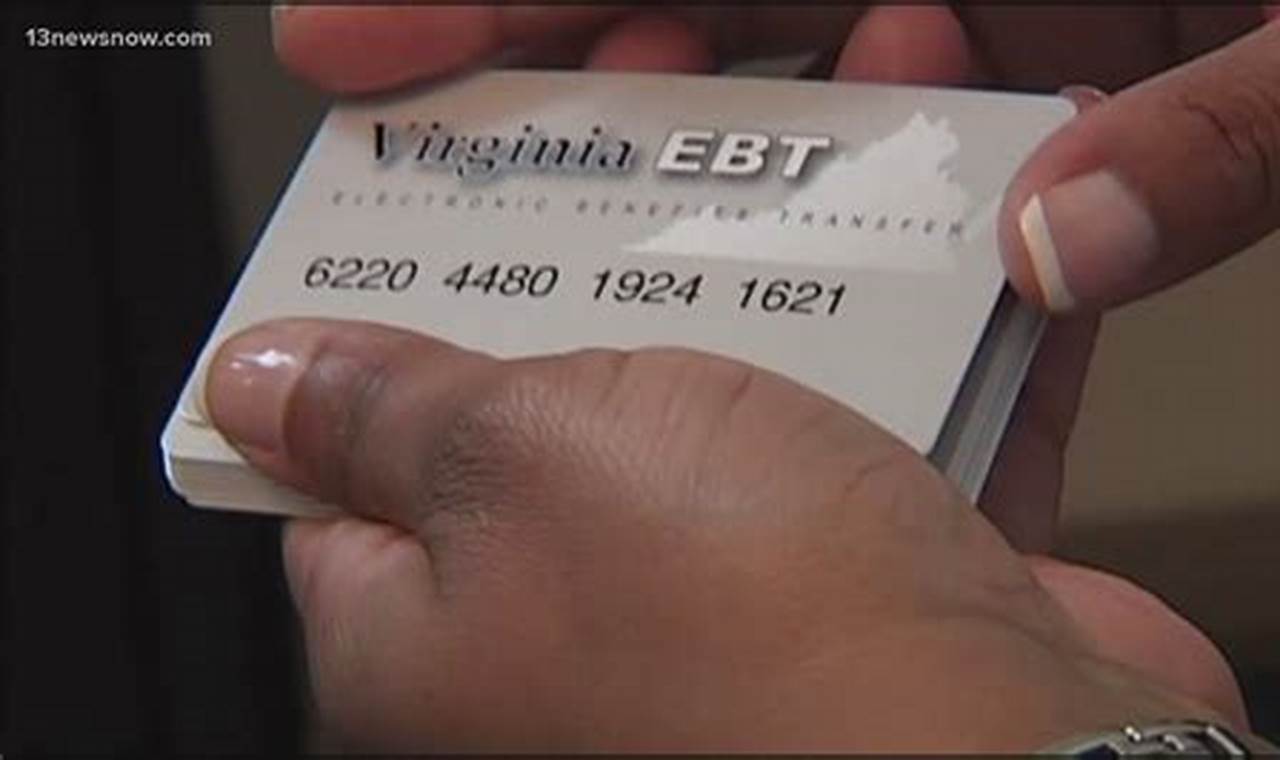 13newsnow.com
Virginia EBT
ELECTRONIC BENEFITS TRANSFER
6220 4480 1924 1621